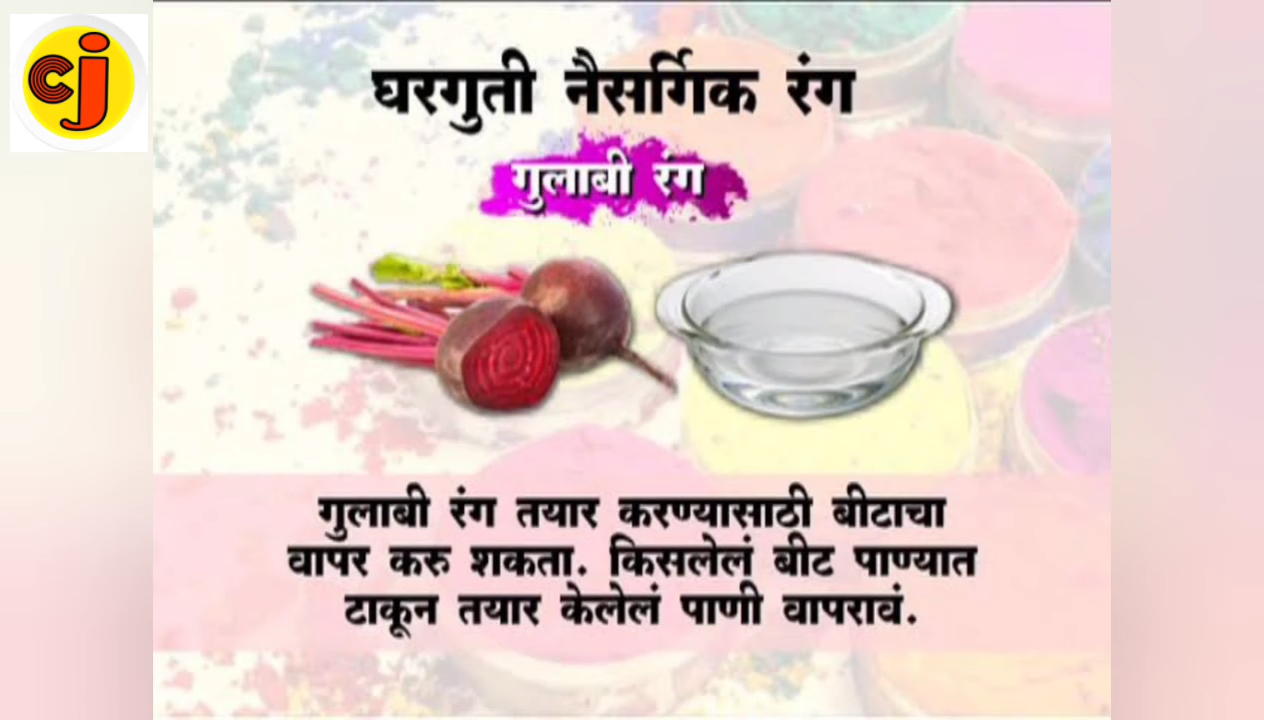 cj
घरगुती नैसर्गिक रंग
गुलाबी रंग
गुलाबी रंग तयार करण्यासाठी बीटाचा
वापर करु शकता. किसलेलं बीट पाण्यात
टाकून तयार केलेलं पाणी वापरावं.